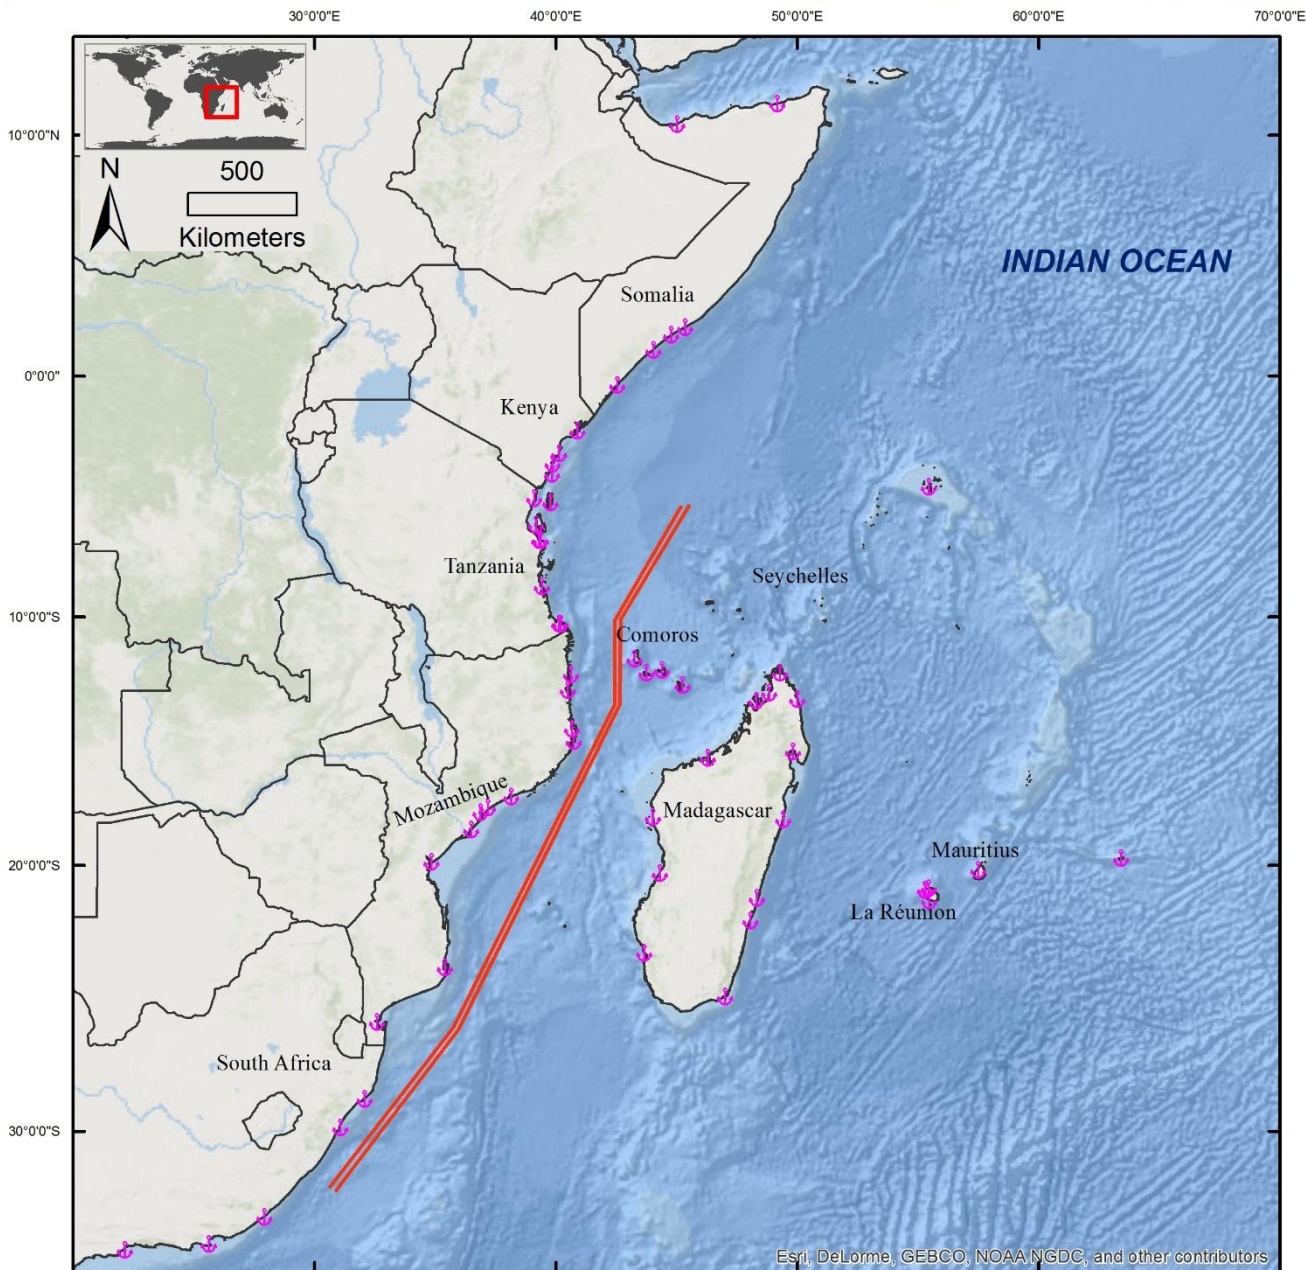 30°0'0"E
40°0'0"E
50°0'0"E
60°0'0"E
70°0'0"E
N
500
Kilometers
10°0'0"N
INDIAN OCEAN
Somalia
0°0'0"
Kenya
Tanzania
Seychelles
10°0'0"S
Comoros
Mozambique
Madagascar
20°0'0"S
Mauritius
La Réunion
South Africa
30°0'0"S
Esri, DeLorme, GEBCO, NOAA NGDC, and other contributors